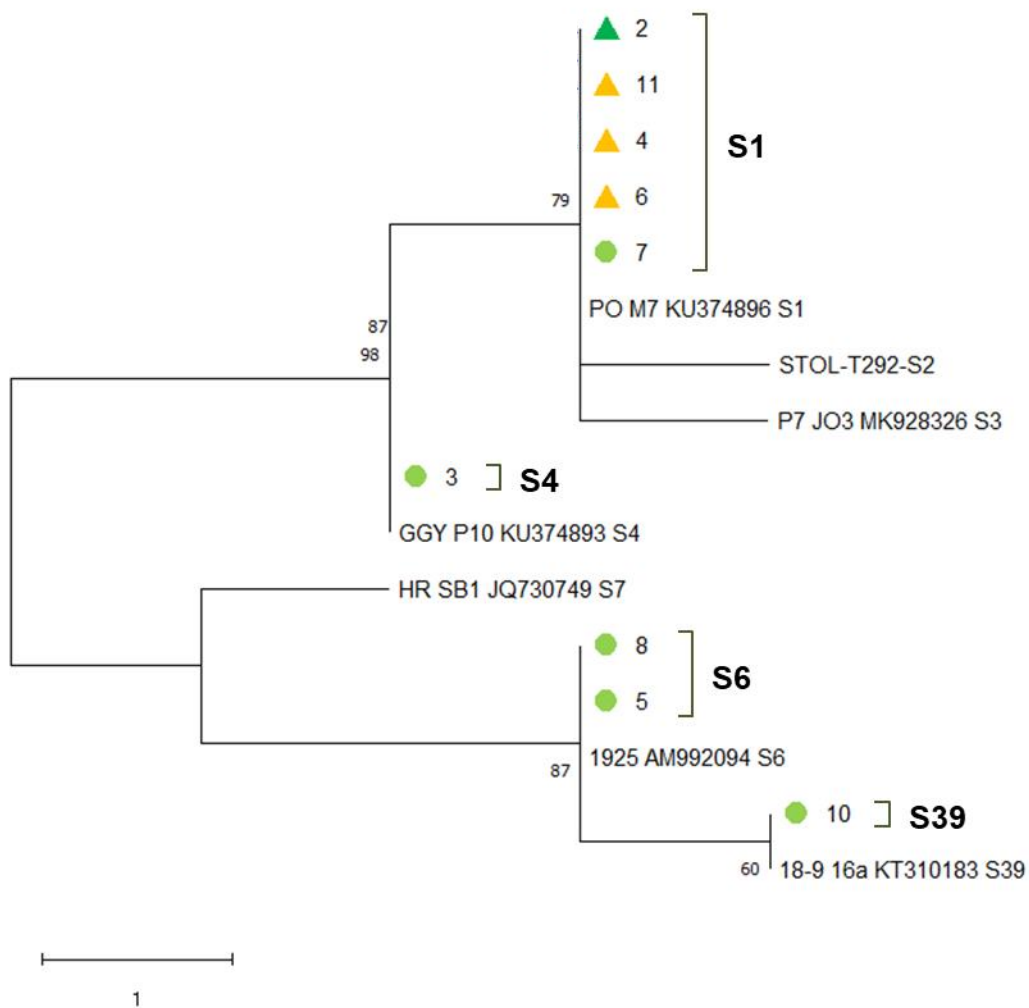 2
11
S1
4
79
6
7
PO M7 KU374896 S1
87
98
STOL-T292-S2
P7 JO3 MK928326 S3
3
S4
GGY P10 KU374893 S4
HR SB1 JQ730749 S7
8
S6
5
87
1925 AM992094 S6
10
S39
60
18-9 16a KT310183 S39
1